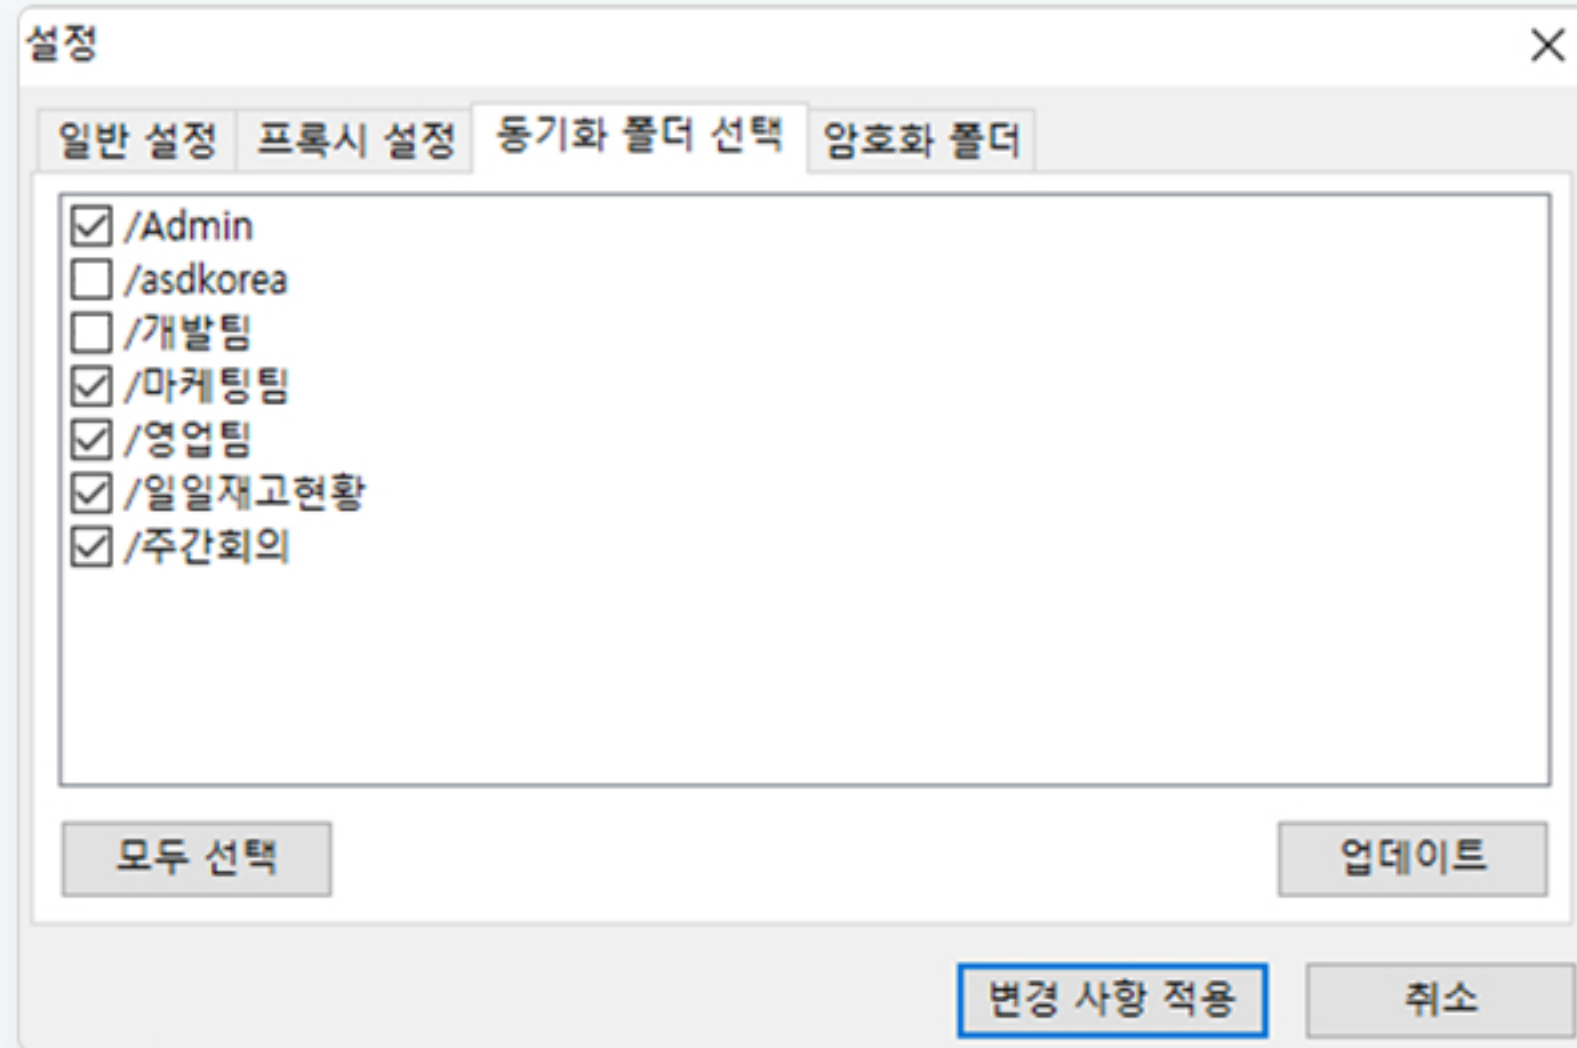 설정
일반 설정 프록시 설정 동기화 폴더 선택 암호화 폴더
/Admin
/asdkorea
/개발팀
/마케팅팀
/영업팀
/일일재고현황
/주간회의
모두 선택 업데이트
변경 사항 적용 취소